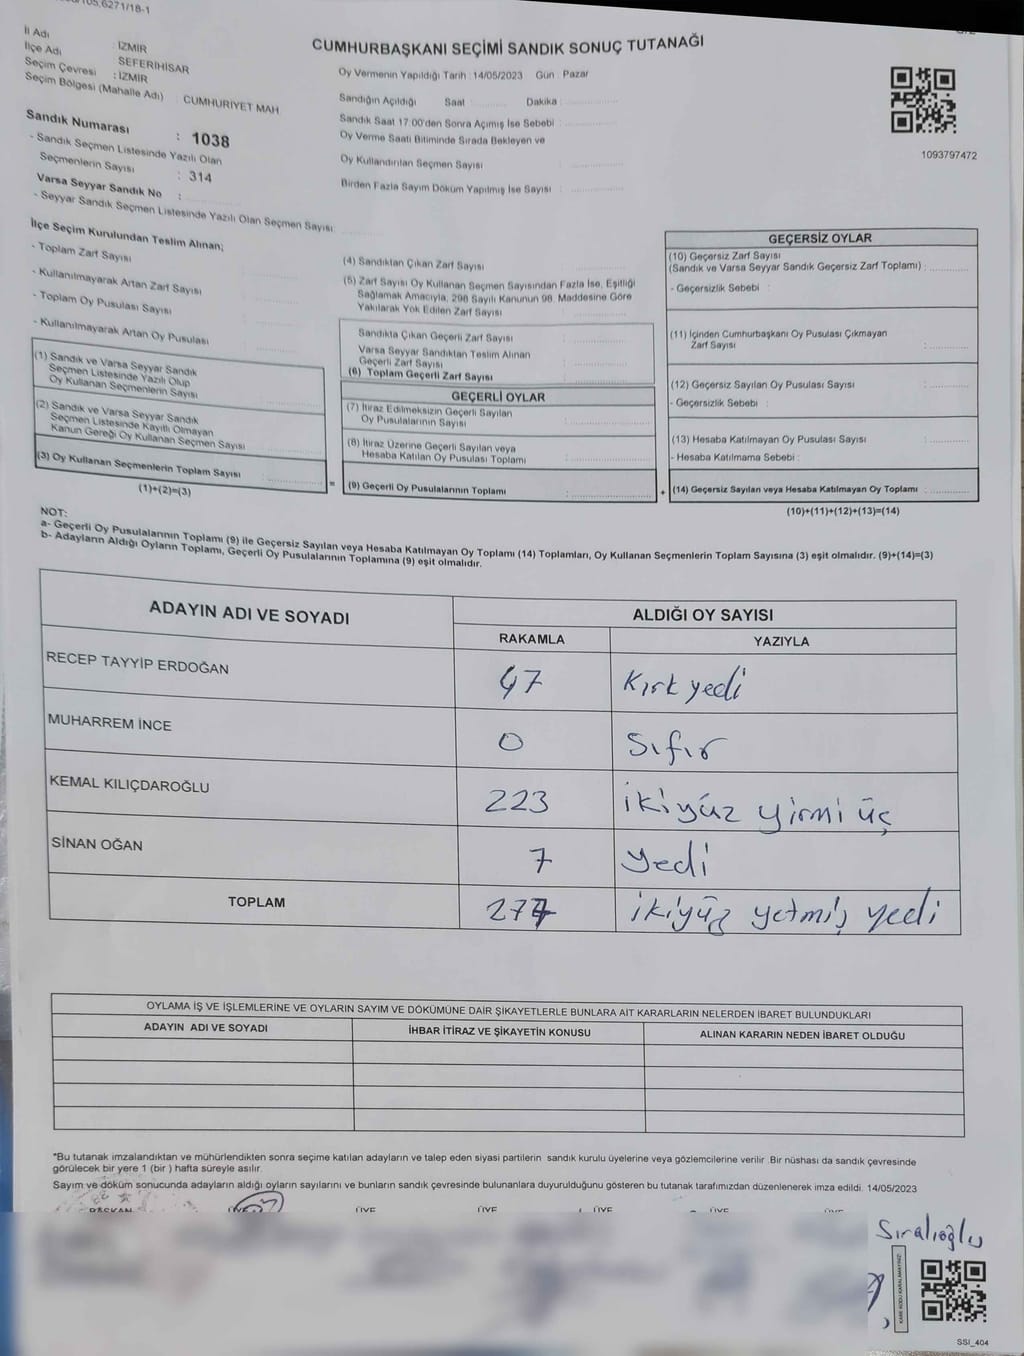 CUMHURBAŞKANI SEÇİMİ SANDIK SONUÇ TUTANAĞI
İl Adı : İZMİR
İlçe Adı : SEFERİHİSAR
Seçim Çevresi : İZMİR
Seçim Bölgesi (Mahalle Adı) : CUMHURİYET MAH
Sandık Numarası : 1038
- Sandık Seçmen Listesinde Yazılı Olan
Seçmenlerin Sayısı : 314
Varsa Seyyar Sandık No :
- Seyyar Sandık Seçmen Listesinde Yazılı Olan Seçmen Sayısı
Oy Vermenin Yapıldığı Tarih : 14/05/2023 Gün : Pazar
Sandığın Açıldığı Saat : Dakika :
Sandık Saat 17:00'den Sonra Açımış İse Sebebi :
Oy Verme Saati Bitiminde Sırada Bekleyen ve
Oy Kullandırılan Seçmen Sayısı :
Birden Fazla Sayım Döküm Yapılmış İse Sayısı :
1093797472
İlçe Seçim Kurulundan Teslim Alınan;
- Toplam Zarf Sayısı
- Kullanılmayarak Artan Zarf Sayısı
- Toplam Oy Pusulası Sayısı
- Kullanılmayarak Artan Oy Pusulası
(1) Sandık ve Varsa Seyyar Sandık
Seçmen Listesinde Yazılı Olup
Oy Kullanan Seçmenlerin Sayısı
(2) Sandık ve Varsa Seyyar Sandık
Seçmen Listesinde Kayıtlı Olmayan
Kanun Gereği Oy Kullanan Seçmen Sayısı
(3) Oy Kullanan Seçmenlerin Toplam Sayısı
(1)+(2)=(3)
(4) Sandıktan Çıkan Zarf Sayısı
(5) Zarf Sayısı Oy Kullanan Seçmen Sayısından Fazla İse, Eşitliği
Sağlamak Amacıyla, 298 Sayılı Kanunun 98. Maddesine Göre
Yakılarak Yok Edilen Zarf Sayısı
Sandıkta Çıkan Geçerli Zarf Sayısı :
Varsa Seyyar Sandıktan Teslim Alınan
Geçerli Zarf Sayısı :
(6) Toplam Geçerli Zarf Sayısı :
GEÇERLİ OYLAR
(7) İtiraz Edilmeksizin Geçerli Sayılan
Oy Pusulalarının Sayısı :
(8) İtiraz Üzerine Geçerli Sayılan veya
Hesaba Katılan Oy Pusulası Toplamı :
= (9) Geçerli Oy Pusulalarının Toplamı :
GEÇERSİZ OYLAR
(10) Geçersiz Zarf Sayısı
(Sandık ve Varsa Seyyar Sandık Geçersiz Zarf Toplamı) :
- Geçersizlik Sebebi :
(11) İçinden Cumhurbaşkanı Oy Pusulası Çıkmayan
Zarf Sayısı :
(12) Geçersiz Sayılan Oy Pusulası Sayısı :
- Geçersizlik Sebebi :
(13) Hesaba Katılmayan Oy Pusulası Sayısı :
- Hesaba Katılmama Sebebi :
+ (14) Geçersiz Sayılan veya Hesaba Katılmayan Oy Toplamı :
(10)+(11)+(12)+(13)=(14)
NOT:
a- Geçerli Oy Pusulalarının Toplamı (9) ile Geçersiz Sayılan veya Hesaba Katılmayan Oy Toplamı (14) Toplamları, Oy Kullanan Seçmenlerin Toplam Sayısına (3) eşit olmalıdır. (9)+(14)=(3)
b- Adayların Aldığı Oyların Toplamı, Geçerli Oy Pusulalarının Toplamına (9) eşit olmalıdır.
ADAYIN ADI VE SOYADI ALDIĞI OY SAYISI
RAKAMLA YAZIYLA
RECEP TAYYİP ERDOĞAN 47 Kırk yedi
MUHARREM İNCE 0 Sıfır
KEMAL KILIÇDAROĞLU 223 ikiyüz yirmi üç
SİNAN OĞAN 7 yedi
TOPLAM 277 ikiyüz yetmiş yedi
OYLAMA İŞ VE İŞLEMLERİNE VE OYLARIN SAYIM VE DÖKÜMÜNE DAİR ŞİKAYETLERLE BUNLARA AİT KARARLARIN NELERDEN İBARET BULUNDUKLARI
ADAYIN ADI VE SOYADI İHBAR İTİRAZ VE ŞİKAYETİN KONUSU ALINAN KARARIN NEDEN İBARET OLDUĞU
*Bu tutanak imzalandıktan ve mühürlendikten sonra seçime katılan adayların ve talep eden siyasi partilerin sandık kurulu üyelerine veya gözlemcilerine verilir .Bir nüshası da sandık çevresinde
görülecek bir yere 1 (bir ) hafta süreyle asılır.
Sayım ve döküm sonucunda adayların aldığı oyların sayılarını ve bunların sandık çevresinde bulunanlara duyurulduğunu gösteren bu tutanak tarafımızdan düzenlenerek imza edildi. 14/05/2023
BAŞKAN ÜYE ÜYE ÜYE ÜYE
Sıralıoğlu
KARE KODU KARALAMAYINIZ!
SSI_404